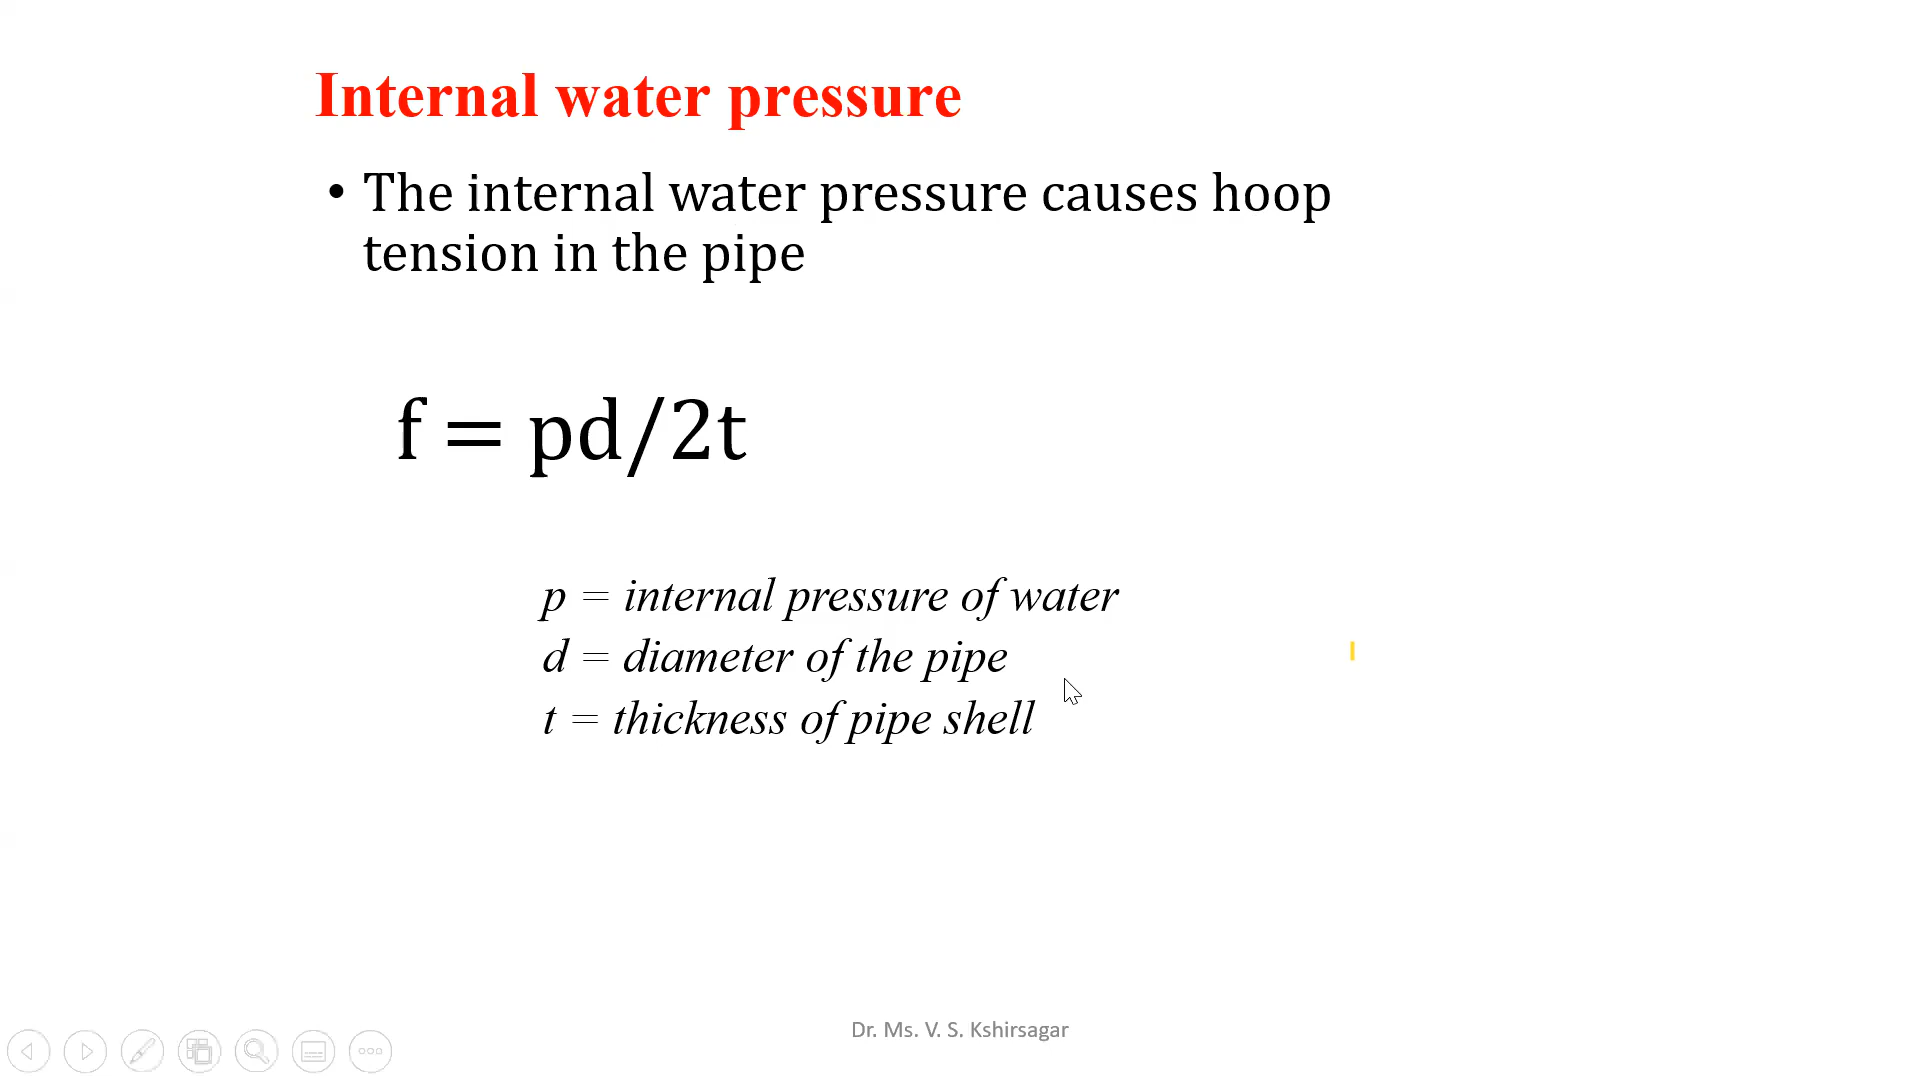 Internal water pressure
• The internal water pressure causes hoop
tension in the pipe
f = pd/2t
p = internal pressure of water
d = diameter of the pipe
t = thickness of pipe shell
Dr. Ms. V. S. Kshirsagar